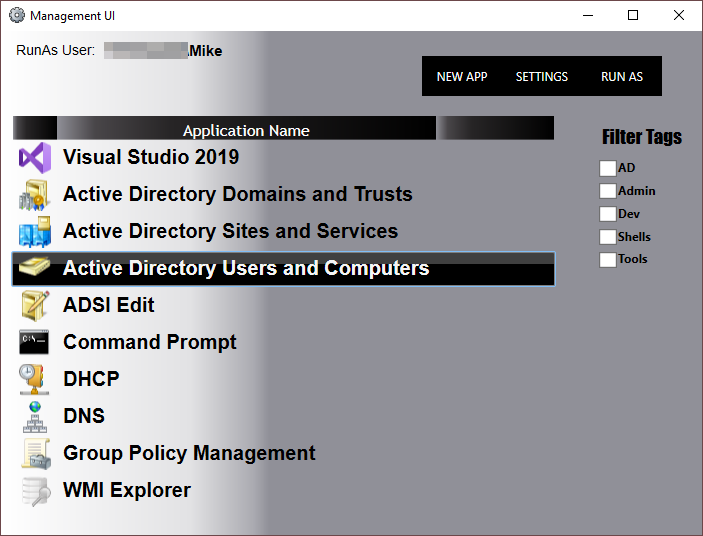 Management UI
RunAs User: \Mike
NEW APP SETTINGS RUN AS
Application Name
Filter Tags
Visual Studio 2019
Active Directory Domains and Trusts
Active Directory Sites and Services
Active Directory Users and Computers
ADSI Edit
Command Prompt
DHCP
DNS
Group Policy Management
WMI Explorer
AD
Admin
Dev
Shells
Tools